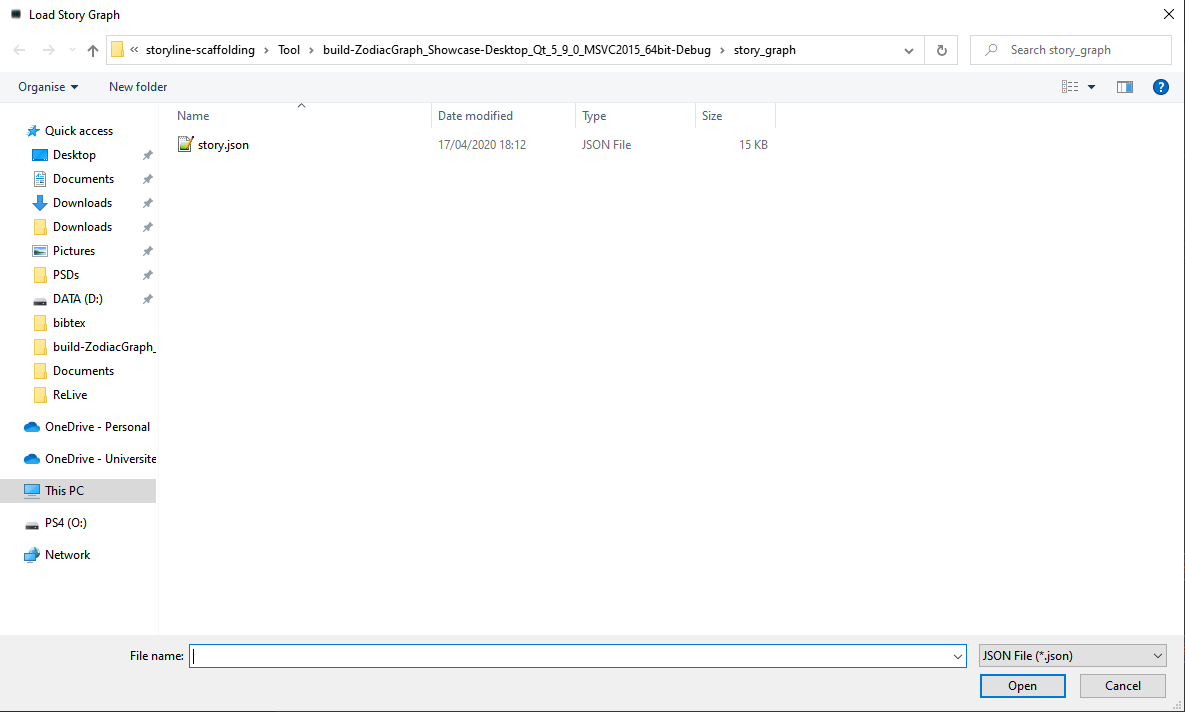 Load Story Graph
« storyline-scaffolding › Tool › build-ZodiacGraph_Showcase-Desktop_Qt_5_9_0_MSVC2015_64bit-Debug › story_graph
Search story_graph
Organise
New folder
?
Name
Date modified
Type
Size
story.json
17/04/2020 18:12
JSON File
15 KB
Quick access
Desktop
Documents
Downloads
Downloads
Pictures
PSDs
DATA (D:)
bibtex
build-ZodiacGraph_
Documents
ReLive
OneDrive - Personal
OneDrive - Universite
This PC
PS4 (O:)
Network
File name:
JSON File (*.json)
Open
Cancel